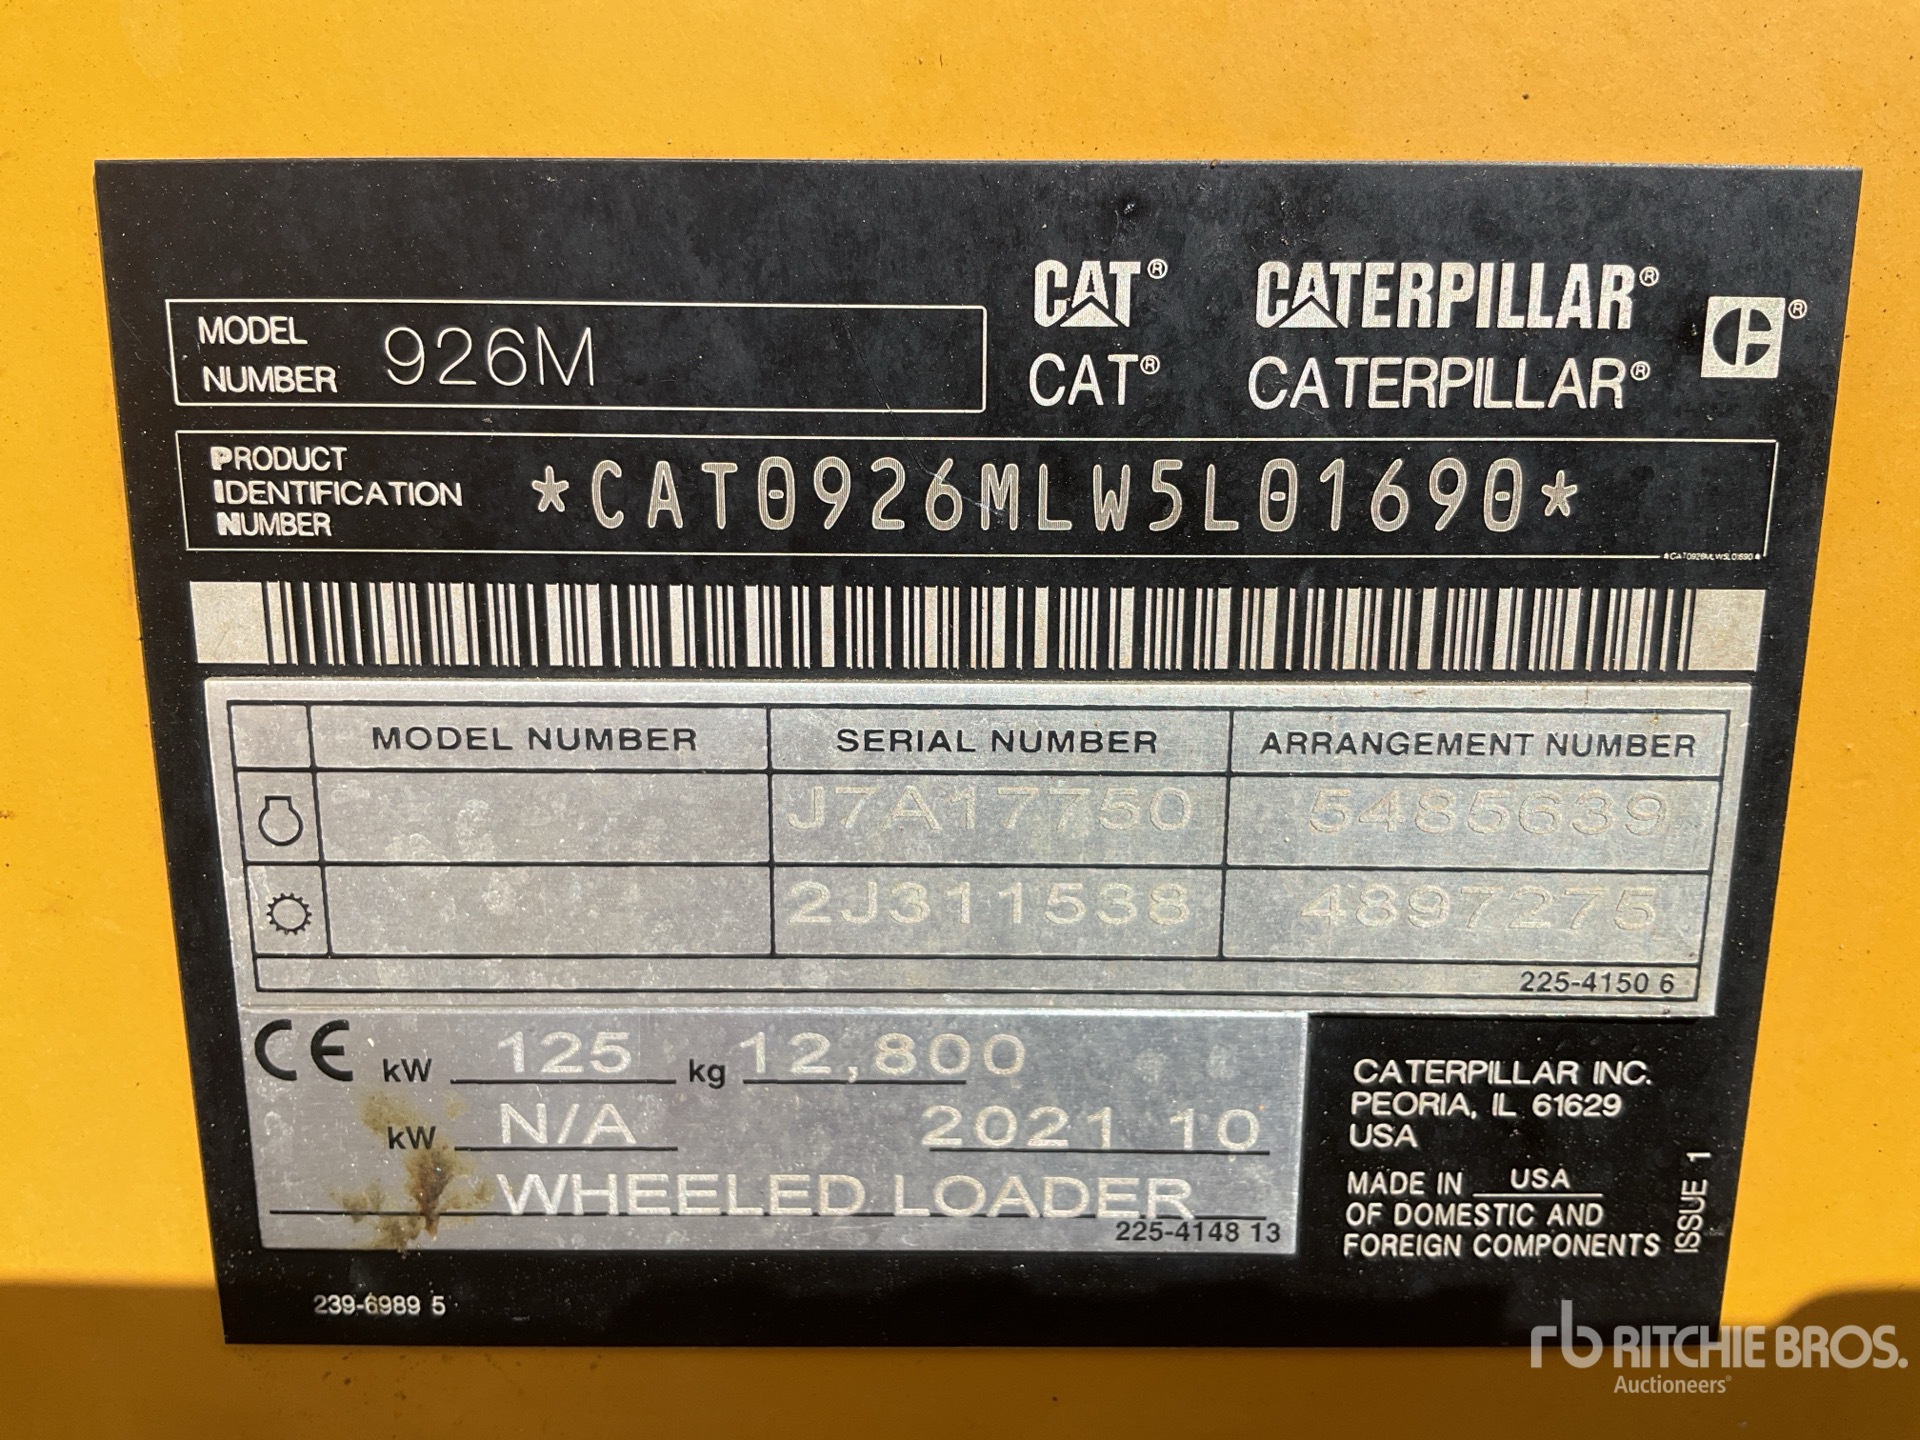 CAT® CATERPILLAR®
CAT® CATERPILLAR® ®
MODEL NUMBER 926M
PRODUCT
IDENTIFICATION
NUMBER
*CAT0926MLW5L01690*
*CAT0926MLW5L01690*
MODEL NUMBER SERIAL NUMBER ARRANGEMENT NUMBER
J7A17750 5485639
2J311538 4897275
225-4150 6
CE kW 125 kg 12,800
kW N/A 2021 10
WHEELED LOADER
225-4148 13
CATERPILLAR INC.
PEORIA, IL 61629
USA
MADE IN USA
OF DOMESTIC AND
FOREIGN COMPONENTS
ISSUE 1
239-6989 5
rb RITCHIE BROS.
Auctioneers®